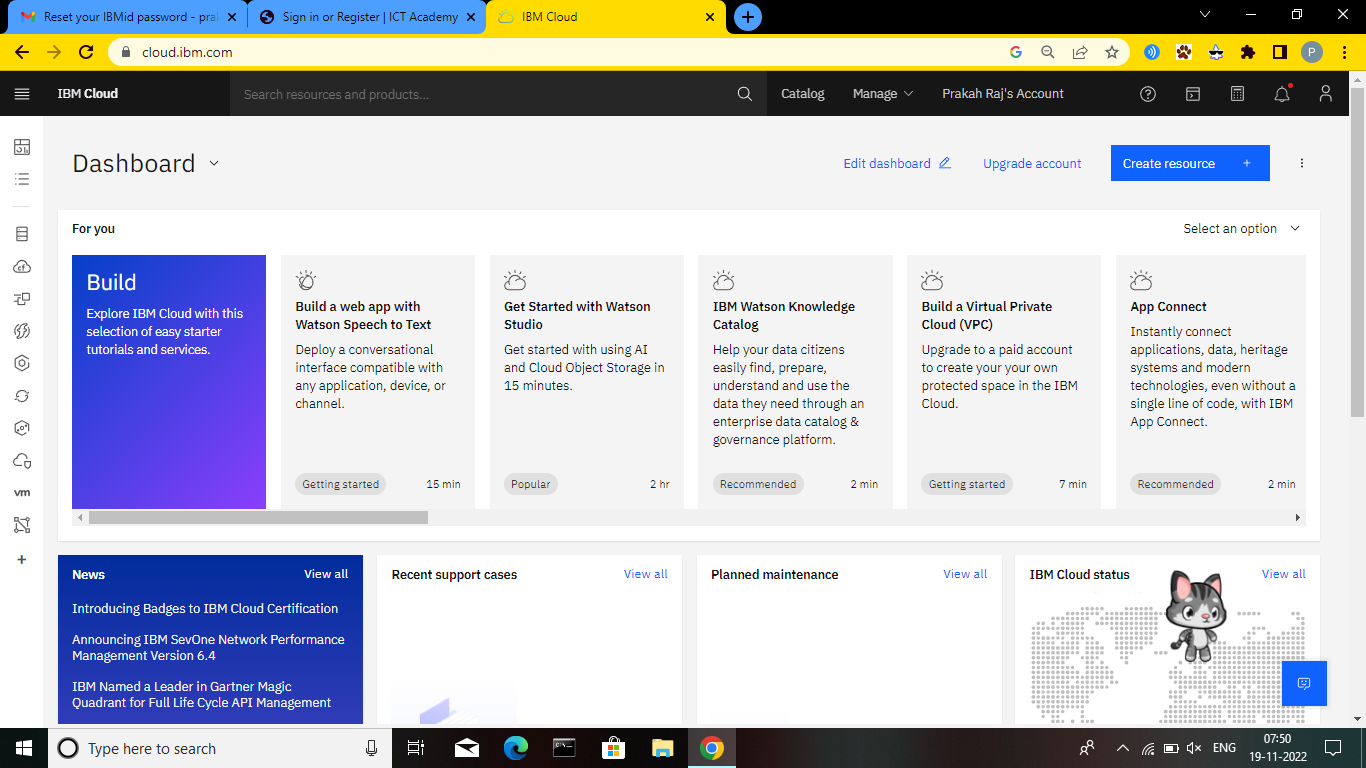 Reset your IBMid password - pral
Sign in or Register | ICT Academy
IBM Cloud
cloud.ibm.com
P
IBM Cloud
Search resources and products...
Catalog
Manage
Prakah Raj's Account
Dashboard
Edit dashboard
Upgrade account
Create resource +
For you
Select an option
Build
Explore IBM Cloud with this
selection of easy starter
tutorials and services.
Build a web app with
Watson Speech to Text
Deploy a conversational
interface compatible with
any application, device, or
channel.
Getting started
15 min
Get Started with Watson
Studio
Get started with using AI
and Cloud Object Storage in
15 minutes.
Popular
2 hr
IBM Watson Knowledge
Catalog
Help your data citizens
easily find, prepare,
understand and use the
data they need through an
enterprise data catalog &
governance platform.
Recommended
2 min
Build a Virtual Private
Cloud (VPC)
Upgrade to a paid account
to create your your own
protected space in the IBM
Cloud.
Getting started
7 min
App Connect
Instantly connect
applications, data, heritage
systems and modern
technologies, even without a
single line of code, with IBM
App Connect.
Recommended
2 min
vm
News
View all
Introducing Badges to IBM Cloud Certification
Announcing IBM SevOne Network Performance
Management Version 6.4
IBM Named a Leader in Gartner Magic
Quadrant for Full Life Cycle API Management
Recent support cases
View all
Planned maintenance
View all
IBM Cloud status
View all
Type here to search
ENG
07:50
19-11-2022